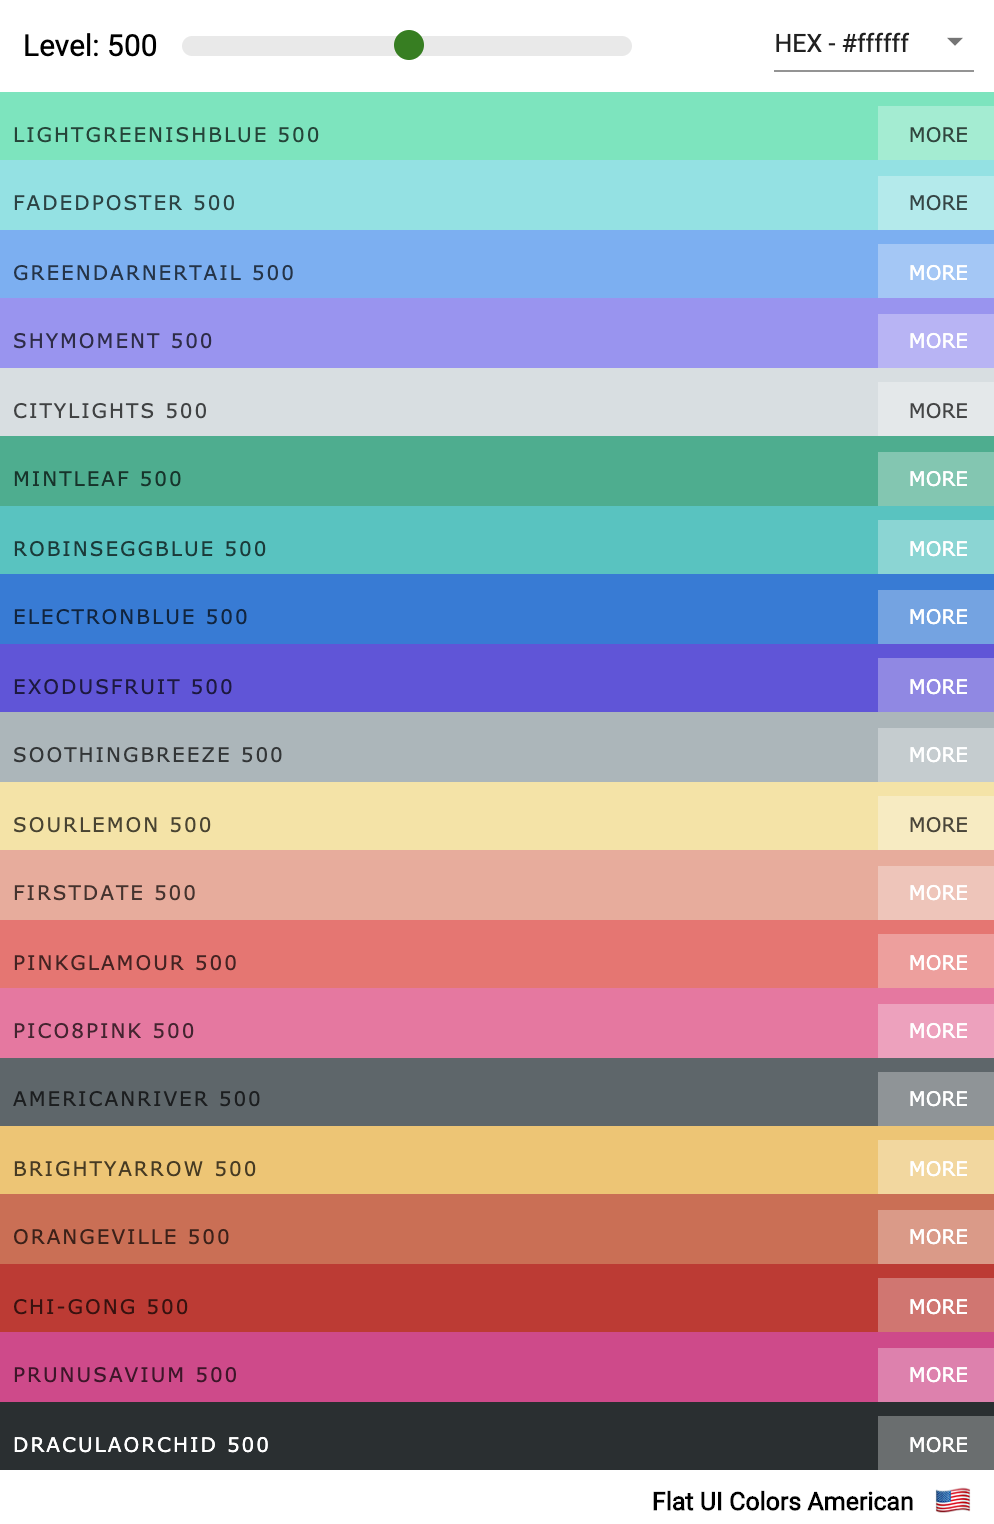 Level: 500 HEX - #ffffff
LIGHTGREENISHBLUE 500 MORE
FADEDPOSTER 500 MORE
GREENDARNERTAIL 500 MORE
SHYMOMENT 500 MORE
CITYLIGHTS 500 MORE
MINTLEAF 500 MORE
ROBINSEGGBLUE 500 MORE
ELECTRONBLUE 500 MORE
EXODUSFRUIT 500 MORE
SOOTHINGBREEZE 500 MORE
SOURLEMON 500 MORE
FIRSTDATE 500 MORE
PINKGLAMOUR 500 MORE
PICO8PINK 500 MORE
AMERICANRIVER 500 MORE
BRIGHTYARROW 500 MORE
ORANGEVILLE 500 MORE
CHI-GONG 500 MORE
PRUNUSAVIUM 500 MORE
DRACULAORCHID 500 MORE
Flat UI Colors American